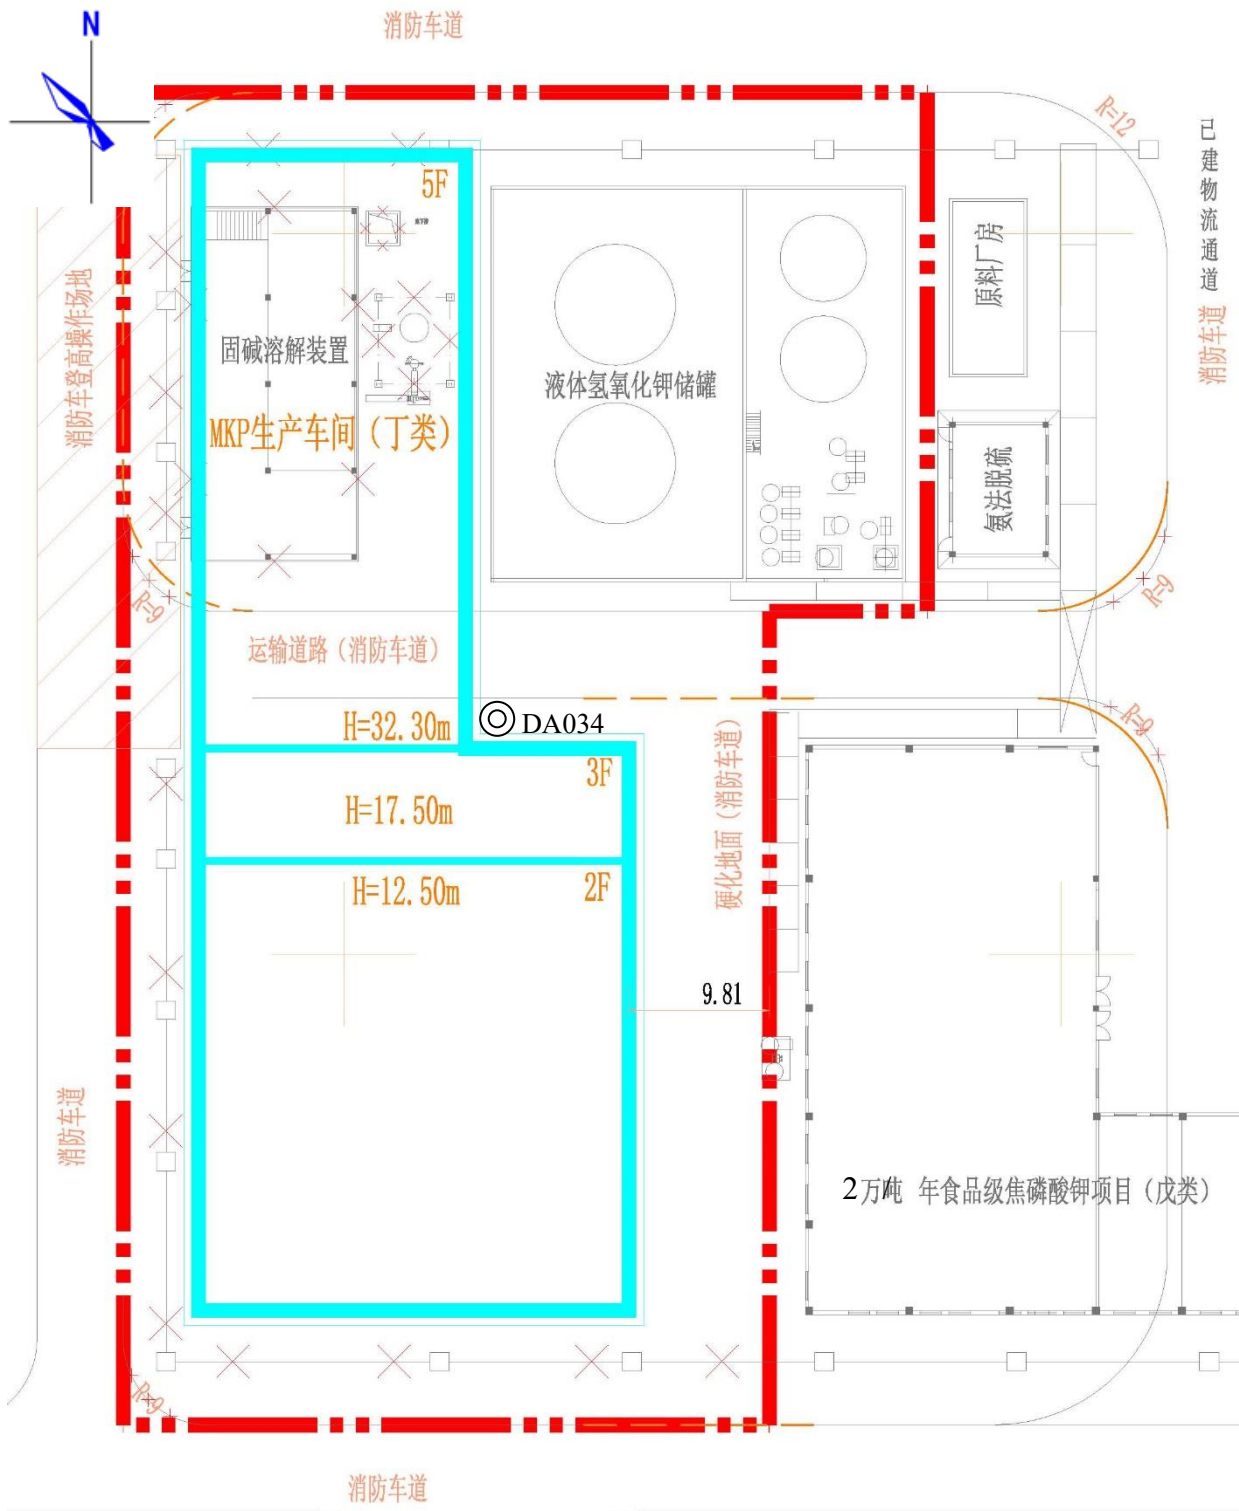 N
消防车道
R=12
已建物流通道
5F
原料厂房
消防车登高操作场地
消防车道
固碱溶解装置
液体氢氧化钾储罐
MKP生产车间（丁类）
氨法脱硫
R=9
R=9
运输道路（消防车道）
H=32.30m
DA034
R=9
3F
硬化地面（消防车道）
H=17.50m
H=12.50m
2F
9.81
消防车道
2万吨/年食品级焦磷酸钾项目（戊类）
R=9
消防车道